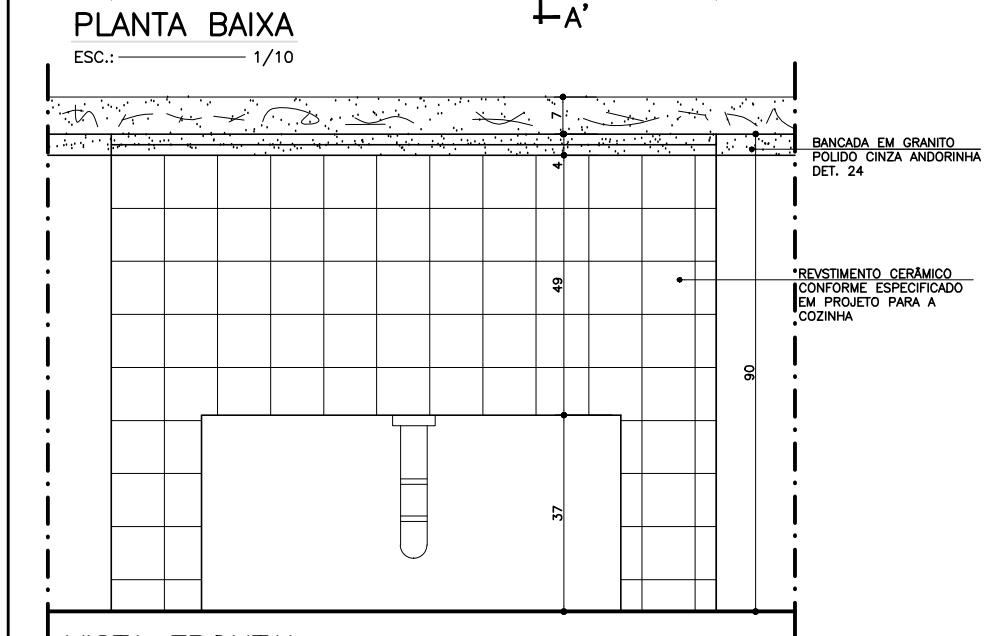 PLANTA BAIXA
A'
ESC.: 1/10
7
BANCADA EM GRANITO
POLIDO CINZA ANDORINHA
DET. 24
4
REVSTIMENTO CERÂMICO
CONFORME ESPECIFICADO
EM PROJETO PARA A
COZINHA
49
90
37